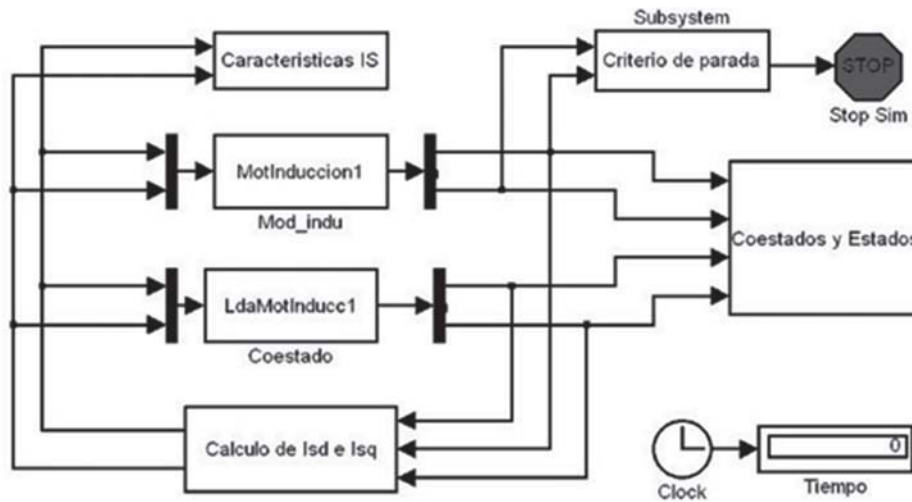 Subsystem
Caracteristicas IS
Criterio de parada
STOP
Stop Sim
MotInduccion1
Mod_indu
Coestados y Estados
LdaMotInducc1
Coestado
Calculo de Isd e Isq
0
Clock
Tiempo